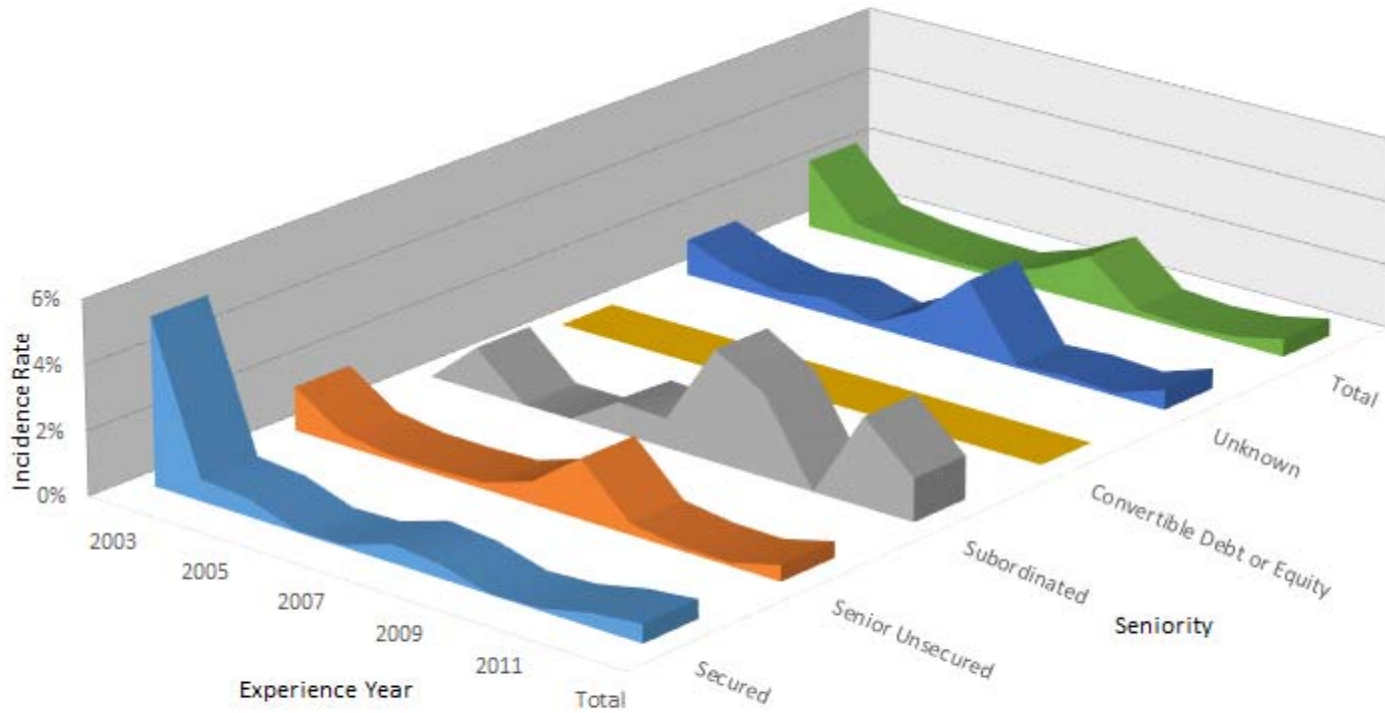 6%
4%
2%
0%
Incidence Rate
2003
2005
2007
2009
2011
Total
Experience Year
Secured
Senior Unsecured
Subordinated
Convertible Debt or Equity
Unknown
Total
Seniority